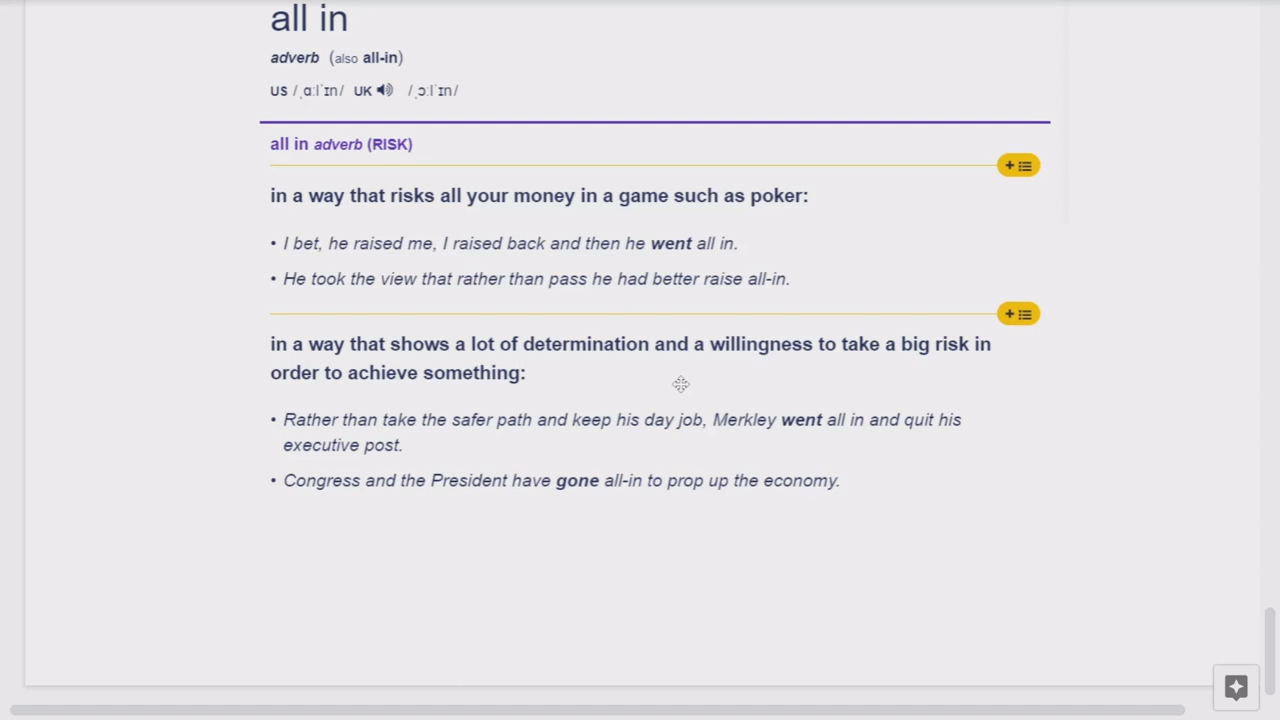 all in
adverb (also all-in)
US /ˌɑːlˈɪn/ UK /ˌɔːlˈɪn/
all in adverb (RISK)
in a way that risks all your money in a game such as poker:
• I bet, he raised me, I raised back and then he went all in.
• He took the view that rather than pass he had better raise all-in.
in a way that shows a lot of determination and a willingness to take a big risk in
order to achieve something:
• Rather than take the safer path and keep his day job, Merkley went all in and quit his
executive post.
• Congress and the President have gone all-in to prop up the economy.